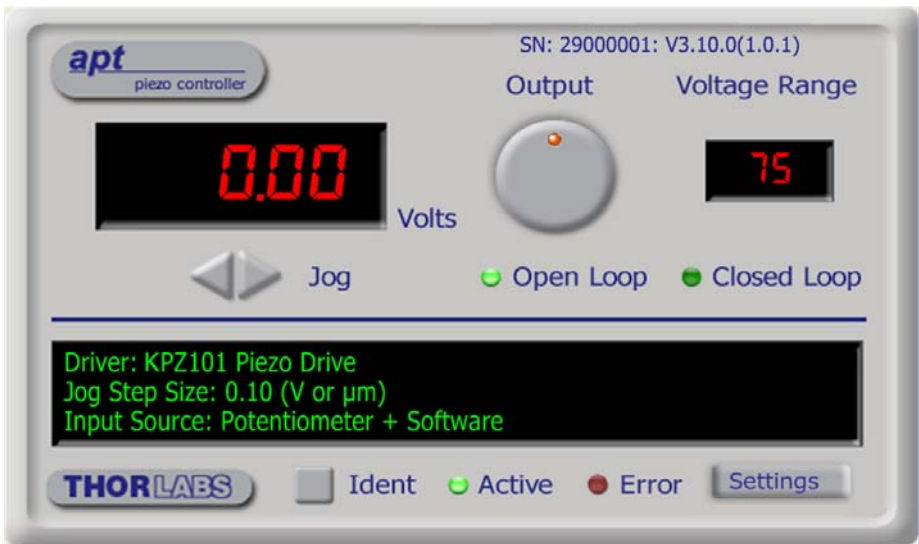 apt
piezo controller
SN: 29000001: V3.10.0(1.0.1)
Output
Voltage Range
0.00
Volts
75
Jog
Open Loop
Closed Loop
Driver: KPZ101 Piezo Drive
Jog Step Size: 0.10 (V or µm)
Input Source: Potentiometer + Software
THORLABS
Ident
Active
Error
Settings